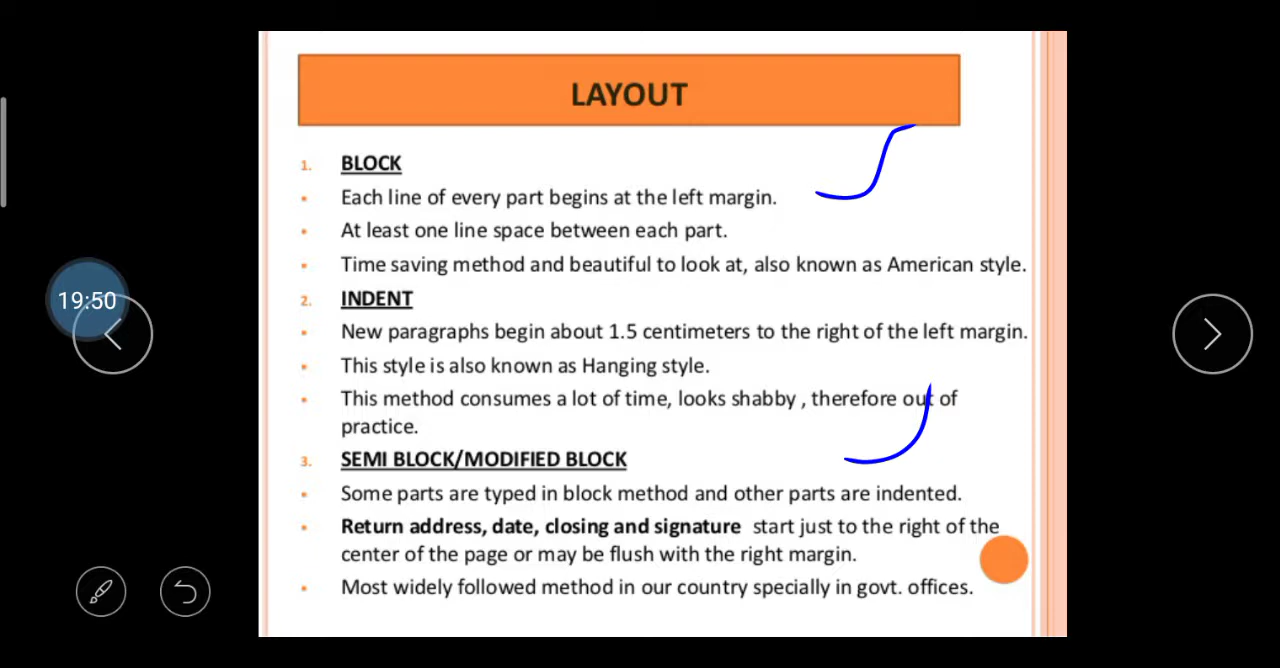 LAYOUT
1. BLOCK
• Each line of every part begins at the left margin.
• At least one line space between each part.
• Time saving method and beautiful to look at, also known as American style.
2. INDENT
• New paragraphs begin about 1.5 centimeters to the right of the left margin.
• This style is also known as Hanging style.
19:50
• This method consumes a lot of time, looks shabby , therefore out of
practice.
3. SEMI BLOCK/MODIFIED BLOCK
• Some parts are typed in block method and other parts are indented.
• Return address, date, closing and signature start just to the right of the
center of the page or may be flush with the right margin.
• Most widely followed method in our country specially in govt. offices.